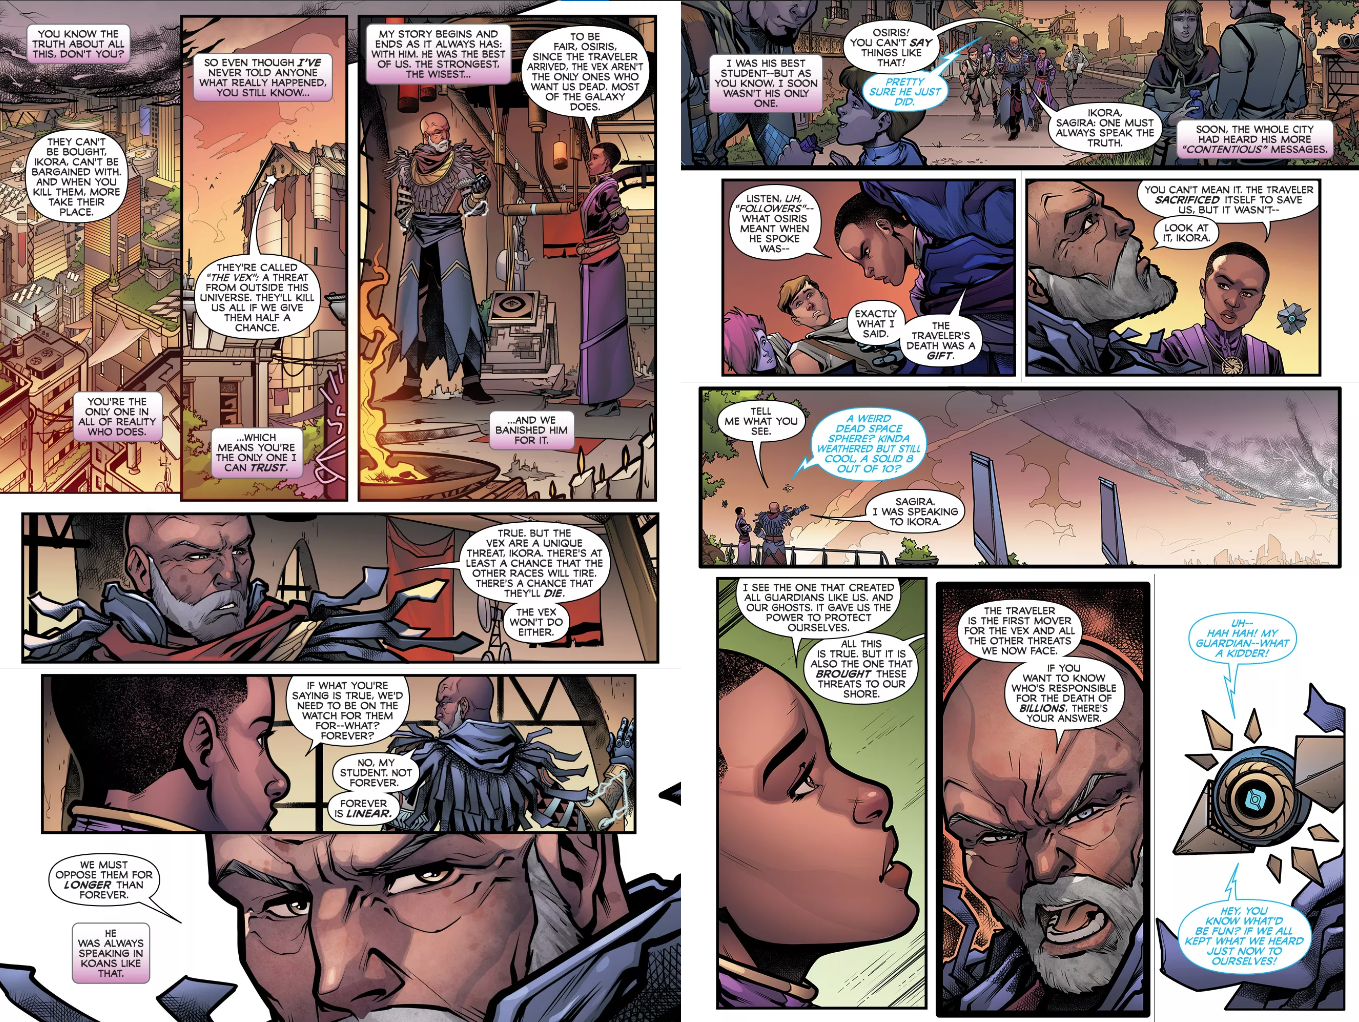 YOU KNOW THE
TRUTH ABOUT ALL
THIS, DON'T YOU?
THEY CAN'T
BE BOUGHT,
IKORA. CAN'T BE
BARGAINED WITH.
AND WHEN YOU
KILL THEM, MORE
TAKE THEIR
PLACE.
YOU'RE THE
ONLY ONE IN
ALL OF REALITY
WHO DOES.
SO EVEN THOUGH I'VE
NEVER TOLD ANYONE
WHAT REALLY HAPPENED,
YOU STILL KNOW...
THEY'RE CALLED
"THE VEX": A THREAT
FROM OUTSIDE THIS
UNIVERSE. THEY'LL KILL
US ALL IF WE GIVE
THEM HALF A
CHANCE.
...WHICH
MEANS YOU'RE
THE ONLY ONE I
CAN TRUST.
MY STORY BEGINS AND
ENDS AS IT ALWAYS HAS:
WITH HIM. HE WAS THE BEST
OF US. THE STRONGEST,
THE WISEST...
TO BE
FAIR, OSIRIS,
SINCE THE TRAVELER
ARRIVED, THE VEX AREN'T
THE ONLY ONES WHO
WANT US DEAD. MOST
OF THE GALAXY
DOES.
...AND WE
BANISHED HIM
FOR IT.
TRUE. BUT THE
VEX ARE A UNIQUE
THREAT, IKORA. THERE'S AT
LEAST A CHANCE THAT THE
OTHER RACES WILL TIRE.
THERE'S A CHANCE THAT
THEY'LL DIE.
THE VEX
WON'T DO
EITHER.
IF WHAT YOU'RE
SAYING IS TRUE, WE'D
NEED TO BE ON THE
WATCH FOR THEM
FOR--WHAT?
FOREVER?
NO, MY
STUDENT. NOT
FOREVER.
FOREVER
IS LINEAR.
WE MUST
OPPOSE THEM FOR
LONGER THAN
FOREVER.
HE
WAS ALWAYS
SPEAKING IN
KOANS LIKE
THAT.
I WAS HIS BEST
STUDENT--BUT AS
YOU KNOW, I SOON
WASN'T HIS ONLY
ONE.
OSIRIS!
YOU CAN'T SAY
THINGS LIKE
THAT!
PRETTY
SURE HE JUST
DID.
IKORA,
SAGIRA: ONE MUST
ALWAYS SPEAK THE
TRUTH.
SOON, THE WHOLE CITY
HAD HEARD HIS MORE
"CONTENTIOUS" MESSAGES.
LISTEN, UH,
"FOLLOWERS"--
WHAT OSIRIS
MEANT WHEN
HE SPOKE
WAS--
EXACTLY
WHAT I
SAID.
THE
TRAVELER'S
DEATH WAS A
GIFT.
YOU CAN'T MEAN IT. THE TRAVELER
SACRIFICED ITSELF TO SAVE
US, BUT IT WASN'T--
LOOK AT
IT, IKORA.
TELL
ME WHAT YOU
SEE.
A WEIRD
DEAD SPACE
SPHERE? KINDA
WEATHERED BUT STILL
COOL, A SOLID 8
OUT OF 10?
SAGIRA.
I WAS SPEAKING
TO IKORA.
I SEE THE ONE THAT CREATED
ALL GUARDIANS LIKE US. AND
OUR GHOSTS. IT GAVE US THE
POWER TO PROTECT
OURSELVES.
ALL THIS
IS TRUE. BUT IT IS
ALSO THE ONE THAT
BROUGHT THESE
THREATS TO OUR
SHORE.
THE TRAVELER
IS THE FIRST MOVER
FOR THE VEX AND ALL
THE OTHER THREATS
WE NOW FACE.
IF YOU
WANT TO KNOW
WHO'S RESPONSIBLE
FOR THE DEATH OF
BILLIONS, THERE'S
YOUR ANSWER.
UH--
HAH HAH! MY
GUARDIAN--WHAT
A KIDDER!
HEY, YOU
KNOW WHAT'D
BE FUN? IF WE ALL
KEPT WHAT WE HEARD
JUST NOW TO
OURSELVES!